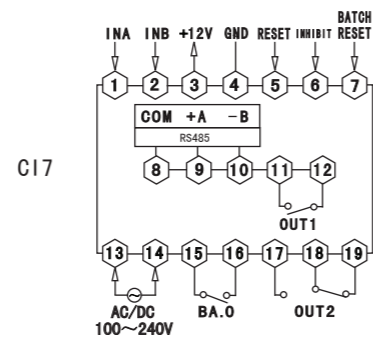 BATCH
INA INB +12V GND RESET INHIBIT RESET
1 2 3 4 5 6 7
COM +A -B
RS485
8 9 10 11 12
CI7
OUT1
13 14 15 16 17 18 19
AC/DC BA.0 OUT2
100~240V